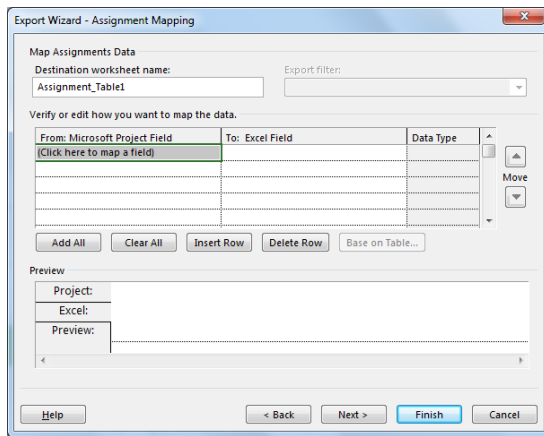 Export Wizard - Assignment Mapping
Map Assignments Data
Destination worksheet name:
Export filter:
Assignment_Table1
Verify or edit how you want to map the data.
From: Microsoft Project Field To: Excel Field Data Type
(Click here to map a field)
Move
Add All Clear All Insert Row Delete Row Base on Table...
Preview
Project:
Excel:
Preview:
Help < Back Next > Finish Cancel